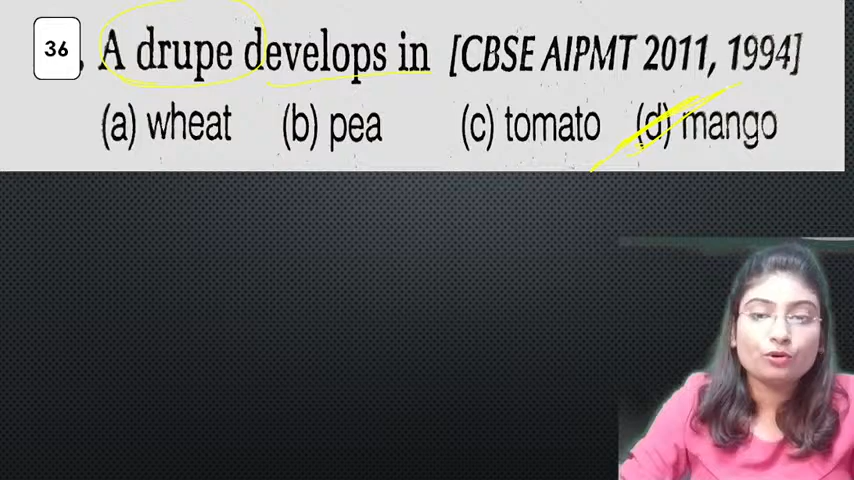 36. A drupe develops in [CBSE AIPMT 2011, 1994]
(a) wheat (b) pea (c) tomato (d) mango